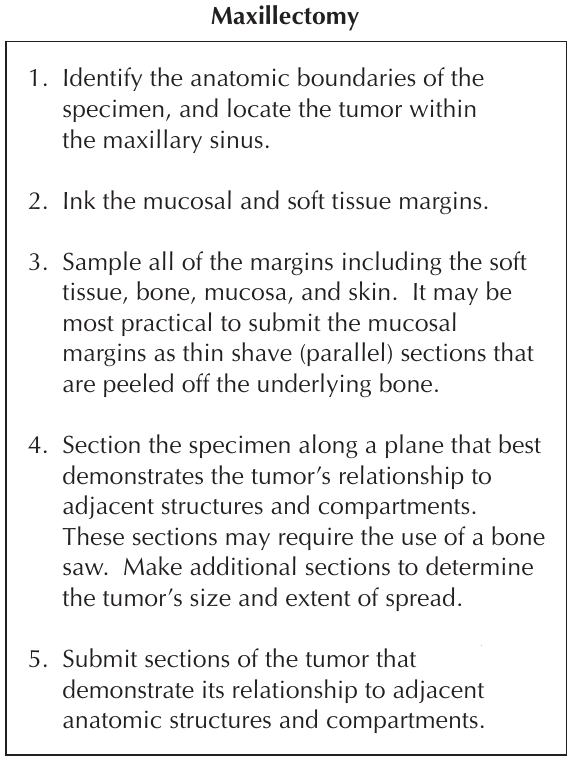 Maxillectomy
1. Identify the anatomic boundaries of the
specimen, and locate the tumor within
the maxillary sinus.
2. Ink the mucosal and soft tissue margins.
3. Sample all of the margins including the soft
tissue, bone, mucosa, and skin. It may be
most practical to submit the mucosal
margins as thin shave (parallel) sections that
are peeled off the underlying bone.
4. Section the specimen along a plane that best
demonstrates the tumor's relationship to
adjacent structures and compartments.
These sections may require the use of a bone
saw. Make additional sections to determine
the tumor's size and extent of spread.
5. Submit sections of the tumor that
demonstrate its relationship to adjacent
anatomic structures and compartments.